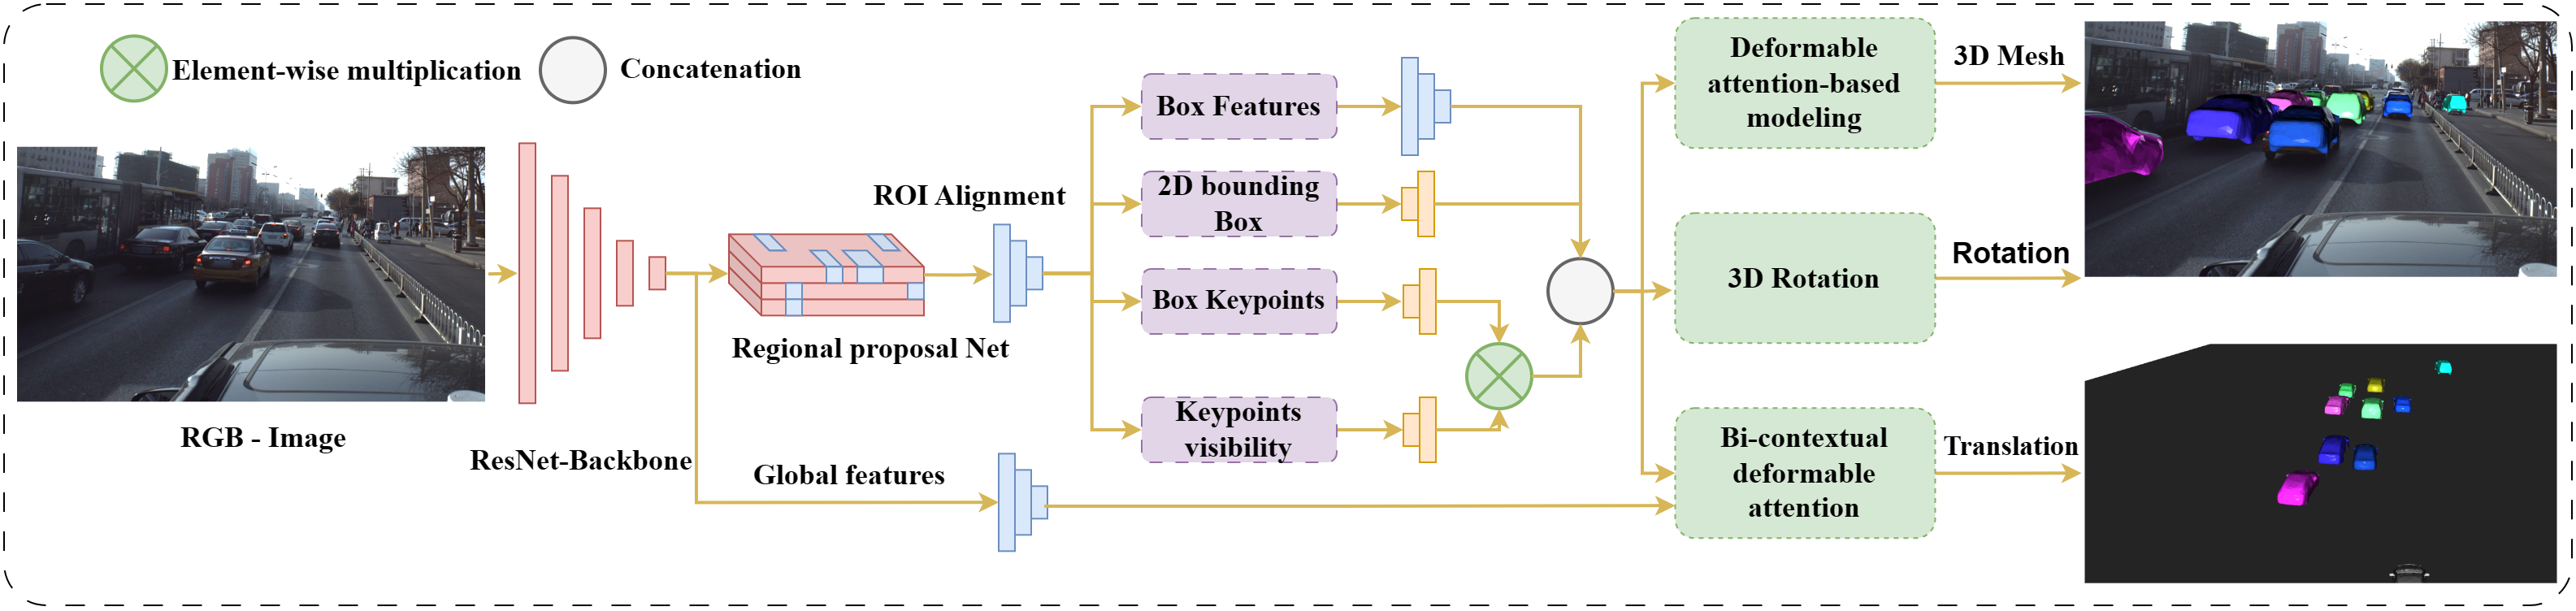 Element-wise multiplication
Concatenation
RGB - Image
ResNet-Backbone
Regional proposal Net
ROI Alignment
Global features
Box Features
2D bounding
Box
Box Keypoints
Keypoints
visibility
Deformable
attention-based
modeling
3D Rotation
Bi-contextual
deformable
attention
3D Mesh
Rotation
Translation